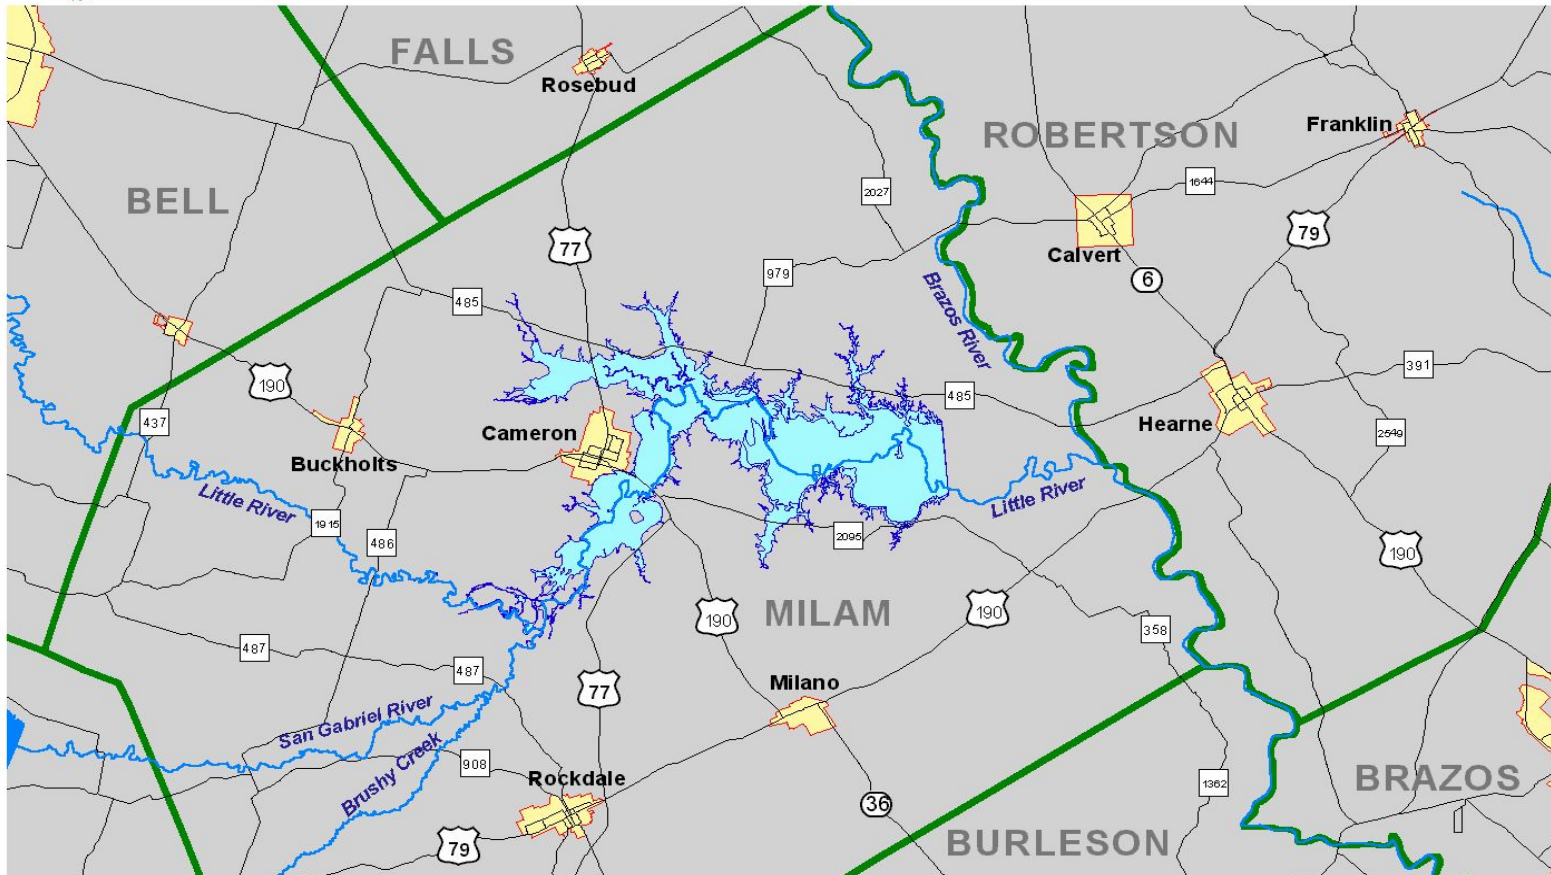 FALLS
Rosebud
ROBERTSON
Franklin
1644
2027
BELL
77
79
Calvert
979
6
485
Brazos River
391
190
485
437
Hearne
2549
Cameron
Buckholts
Little River
Little River
1915
486
2095
190
190
190
MILAM
358
487
487
Milano
77
San Gabriel River
Brushy Creek
908
Rockdale
1362
BRAZOS
36
79
BURLESON